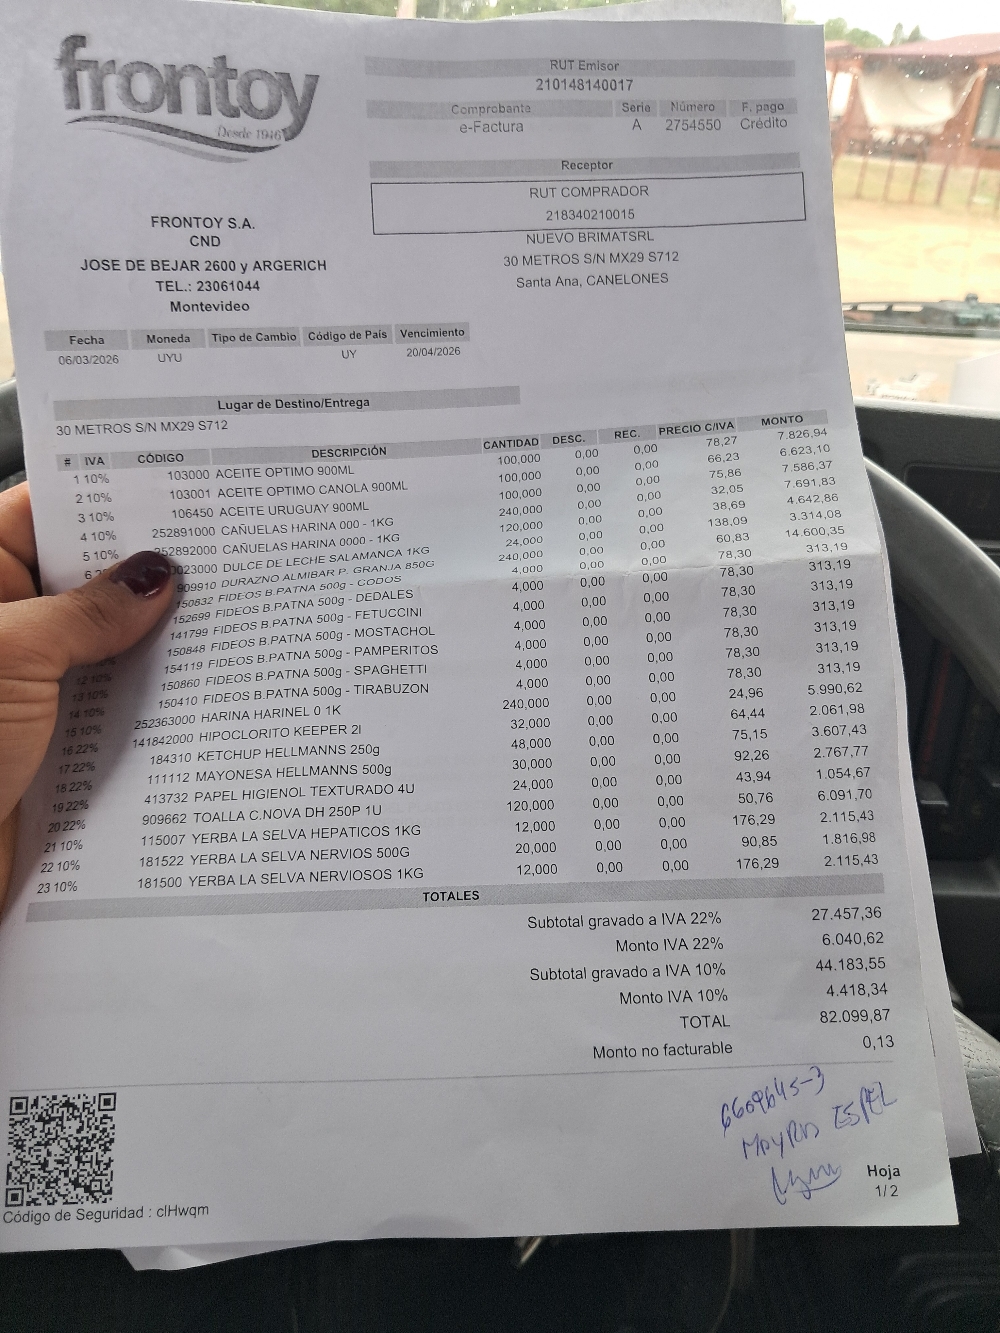 frontoy
Desde 1946
RUT Emisor
210148140017
Comprobante Serie Número F. pago
e-Factura A 2754550 Crédito
Receptor
RUT COMPRADOR
218340210015
NUEVO BRIMATSRL
30 METROS S/N MX29 S712
Santa Ana, CANELONES
FRONTOY S.A.
CND
JOSE DE BEJAR 2600 y ARGERICH
TEL.: 23061044
Montevideo
Fecha Moneda Tipo de Cambio Código de País Vencimiento
06/03/2026 UYU UY 20/04/2026
Lugar de Destino/Entrega
30 METROS S/N MX29 S712
# IVA CÓDIGO DESCRIPCIÓN CANTIDAD DESC. REC. PRECIO C/IVA MONTO
1 10% 103000 ACEITE OPTIMO 900ML 100,000 0,00 0,00 78,27 7.826,94
2 10% 103001 ACEITE OPTIMO CANOLA 900ML 100,000 0,00 0,00 66,23 6.623,10
3 10% 106450 ACEITE URUGUAY 900ML 100,000 0,00 0,00 75,86 7.586,37
4 10% 252891000 CAÑUELAS HARINA 000 - 1KG 240,000 0,00 0,00 32,05 7.691,83
5 10% 252892000 CAÑUELAS HARINA 0000 - 1KG 120,000 0,00 0,00 38,69 4.642,86
6 DULCE DE LECHE SALAMANCA 1KG 24,000 0,00 0,00 138,09 3.314,08
909910 DURAZNO ALMIBAR P. GRANJA 850G 240,000 0,00 0,00 60,83 14.600,35
150832 FIDEOS B.PATNA 500g - CODOS 4,000 0,00 0,00 78,30 313,19
152699 FIDEOS B.PATNA 500g - DEDALES 4,000 0,00 0,00 78,30 313,19
141799 FIDEOS B.PATNA 500g - FETUCCINI 4,000 0,00 0,00 78,30 313,19
150848 FIDEOS B.PATNA 500g - MOSTACHOL 4,000 0,00 0,00 78,30 313,19
12 10% 154119 FIDEOS B.PATNA 500g - PAMPERITOS 4,000 0,00 0,00 78,30 313,19
13 10% 150860 FIDEOS B.PATNA 500g - SPAGHETTI 4,000 0,00 0,00 78,30 313,19
14 10% 150410 FIDEOS B.PATNA 500g - TIRABUZON 4,000 0,00 0,00 78,30 313,19
15 10% 252363000 HARINA HARINEL 0 1K 240,000 0,00 0,00 24,96 5.990,62
16 22% 141842000 HIPOCLORITO KEEPER 2l 32,000 0,00 0,00 64,44 2.061,98
17 22% 184310 KETCHUP HELLMANNS 250g 48,000 0,00 0,00 75,15 3.607,43
18 22% 111112 MAYONESA HELLMANNS 500g 30,000 0,00 0,00 92,26 2.767,77
19 22% 413732 PAPEL HIGIENOL TEXTURADO 4U 24,000 0,00 0,00 43,94 1.054,67
20 22% 909662 TOALLA C.NOVA DH 250P 1U 120,000 0,00 0,00 50,76 6.091,70
21 10% 115007 YERBA LA SELVA HEPATICOS 1KG 12,000 0,00 0,00 176,29 2.115,43
22 10% 181522 YERBA LA SELVA NERVIOS 500G 20,000 0,00 0,00 90,85 1.816,98
23 10% 181500 YERBA LA SELVA NERVIOSOS 1KG 12,000 0,00 0,00 176,29 2.115,43
TOTALES
Subtotal gravado a IVA 22% 27.457,36
Monto IVA 22% 6.040,62
Subtotal gravado a IVA 10% 44.183,55
Monto IVA 10% 4.418,34
TOTAL 82.099,87
Monto no facturable 0,13
6609645-3
MAYRA ESPEL
Hoja
1/2
Código de Seguridad : clHwqm